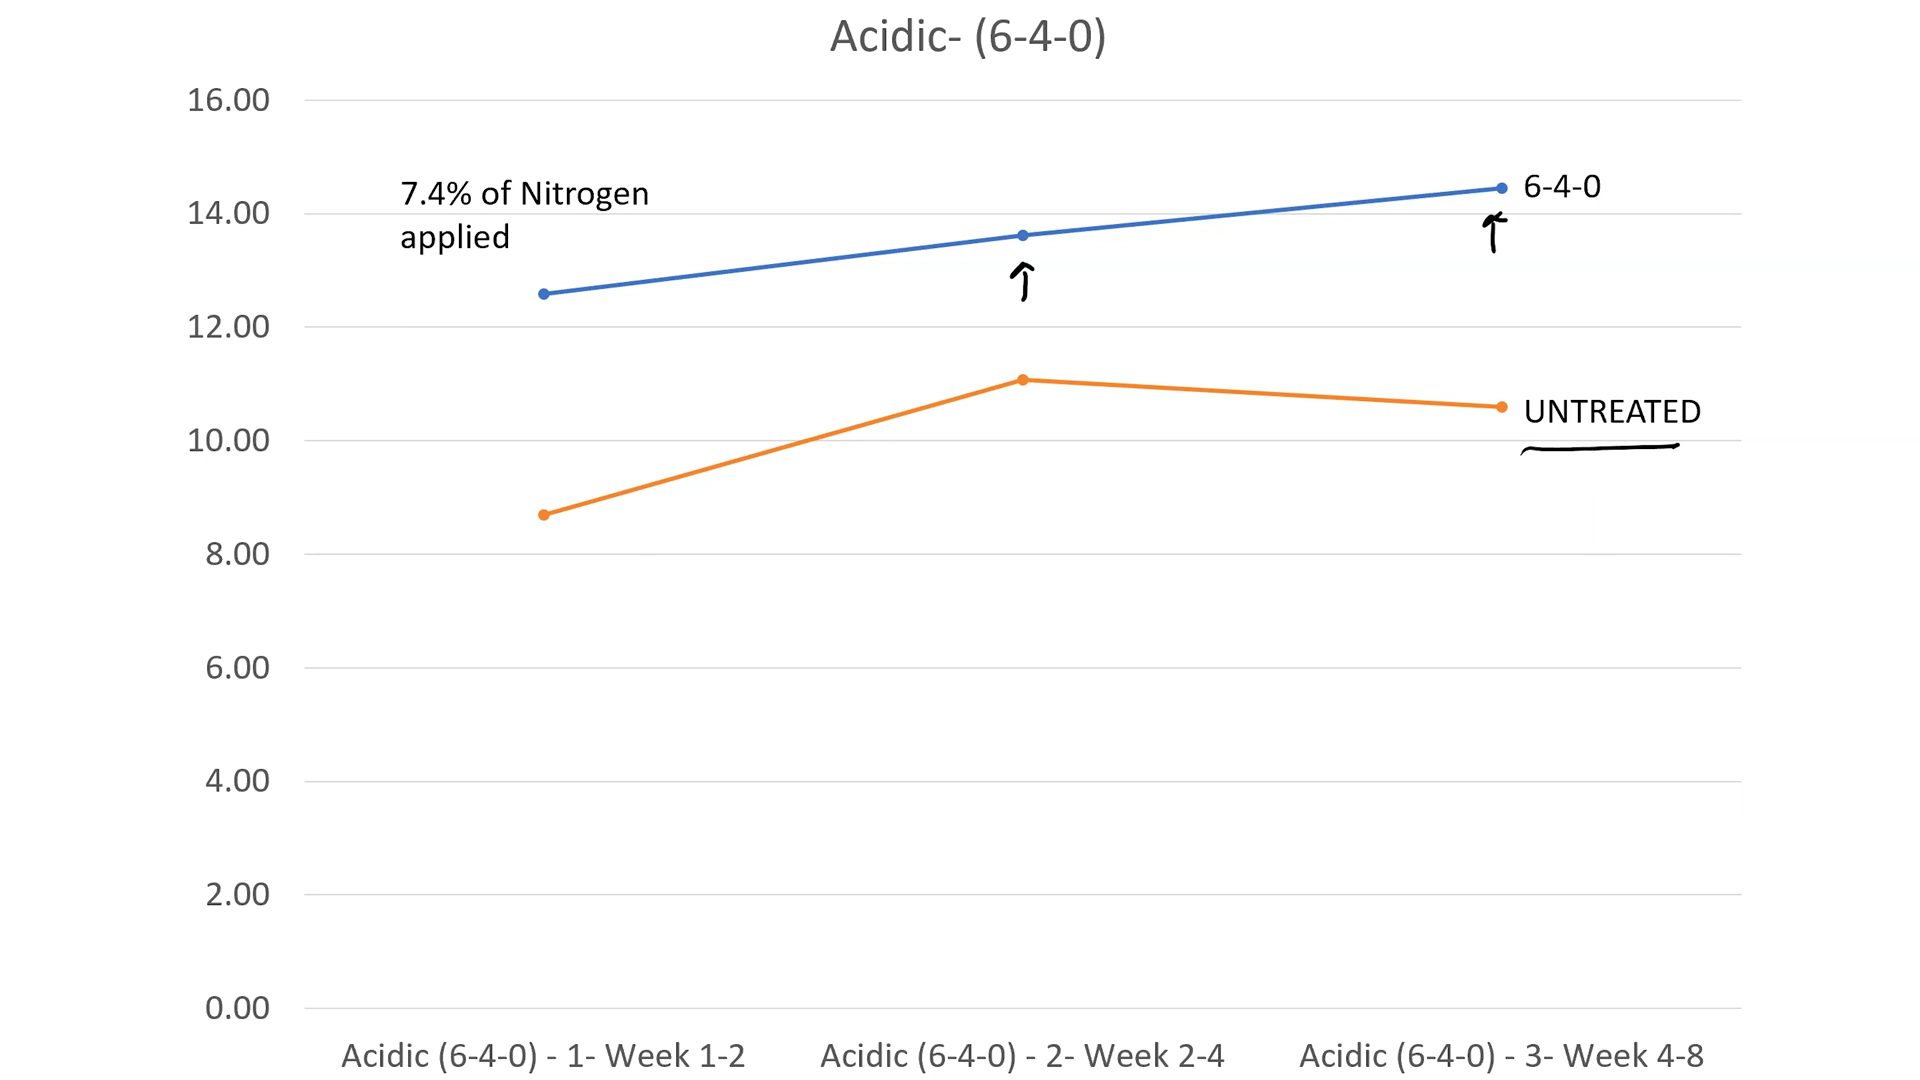 Acidic- (6-4-0)
16.00
7.4% of Nitrogen
applied
6-4-0
14.00
12.00
UNTREATED
10.00
8.00
6.00
4.00
2.00
0.00
Acidic (6-4-0) - 1- Week 1-2
Acidic (6-4-0) - 2- Week 2-4
Acidic (6-4-0) - 3- Week 4-8